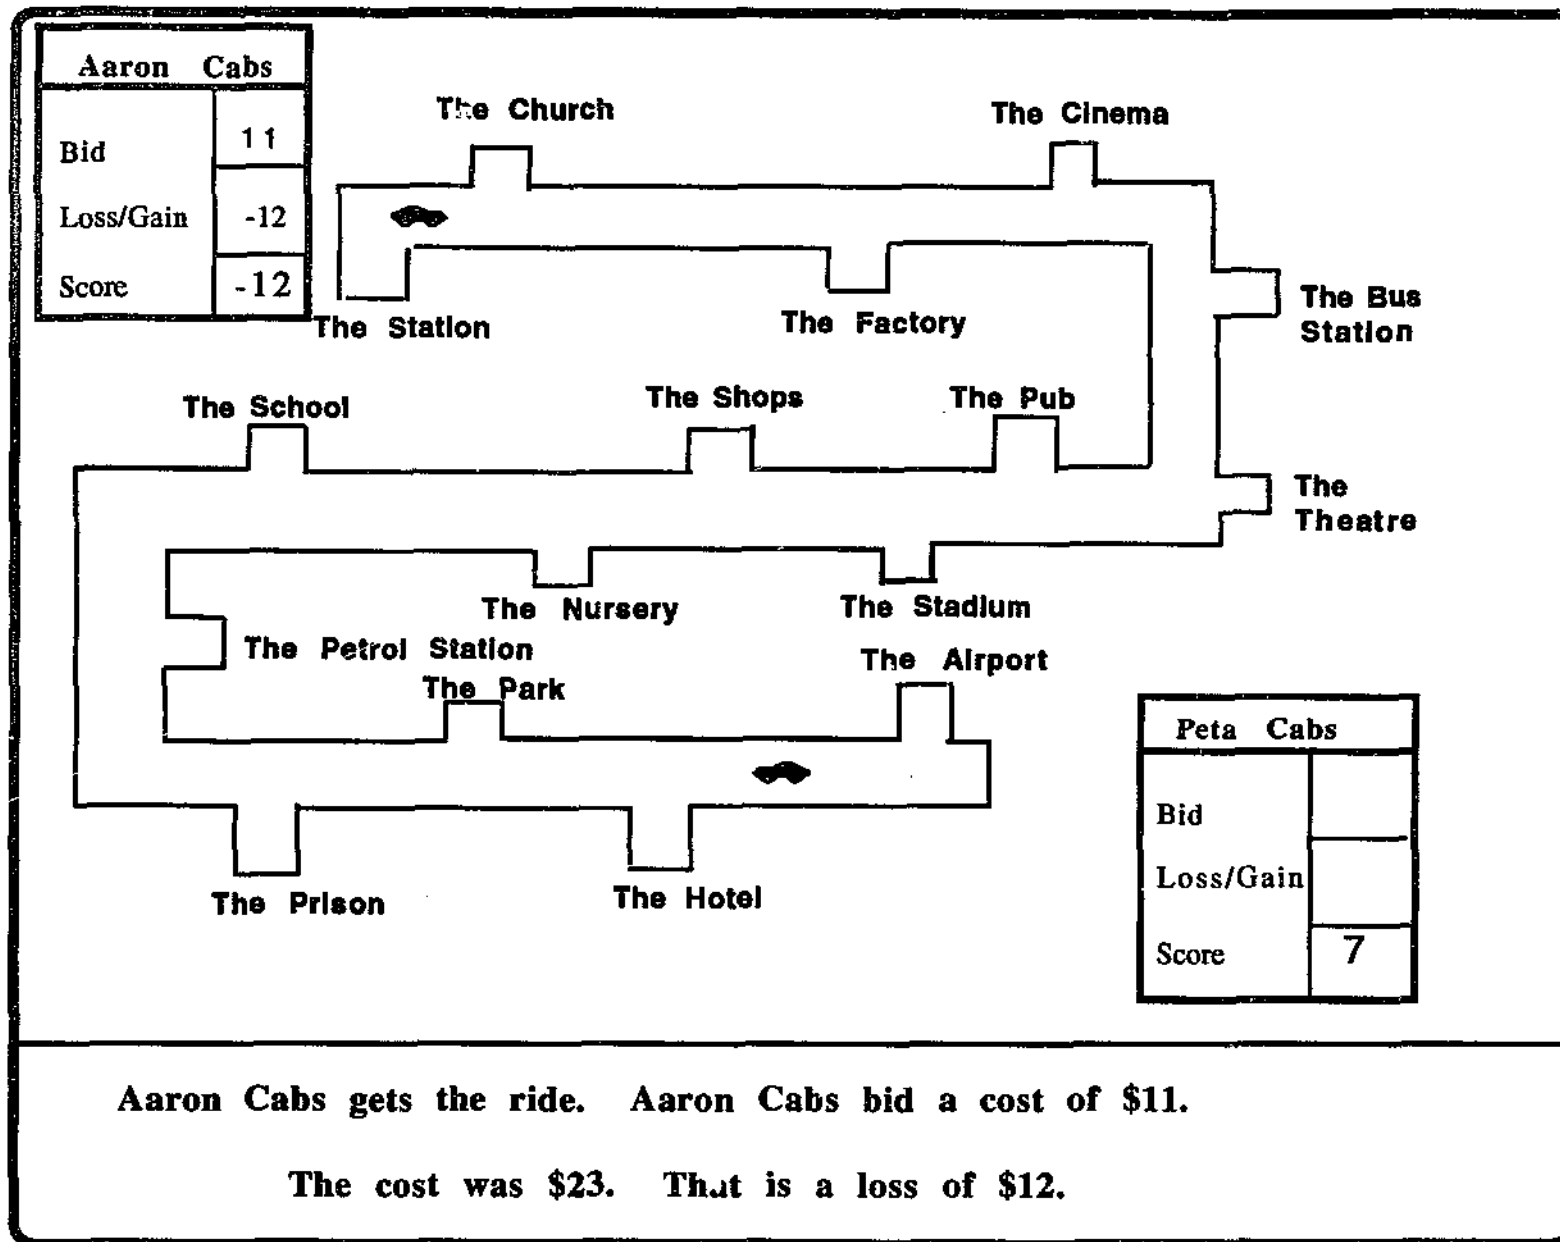 Aaron Cabs
Bid 11
Loss/Gain -12
Score -12
The Church
The Cinema
The Station
The Factory
The Bus
Station
The School
The Shops
The Pub
The
Theatre
The Nursery
The Stadium
The Petrol Station
The Airport
The Park
The Prison
The Hotel
Peta Cabs
Bid
Loss/Gain
Score 7
Aaron Cabs gets the ride. Aaron Cabs bid a cost of $11.
The cost was $23. That is a loss of $12.